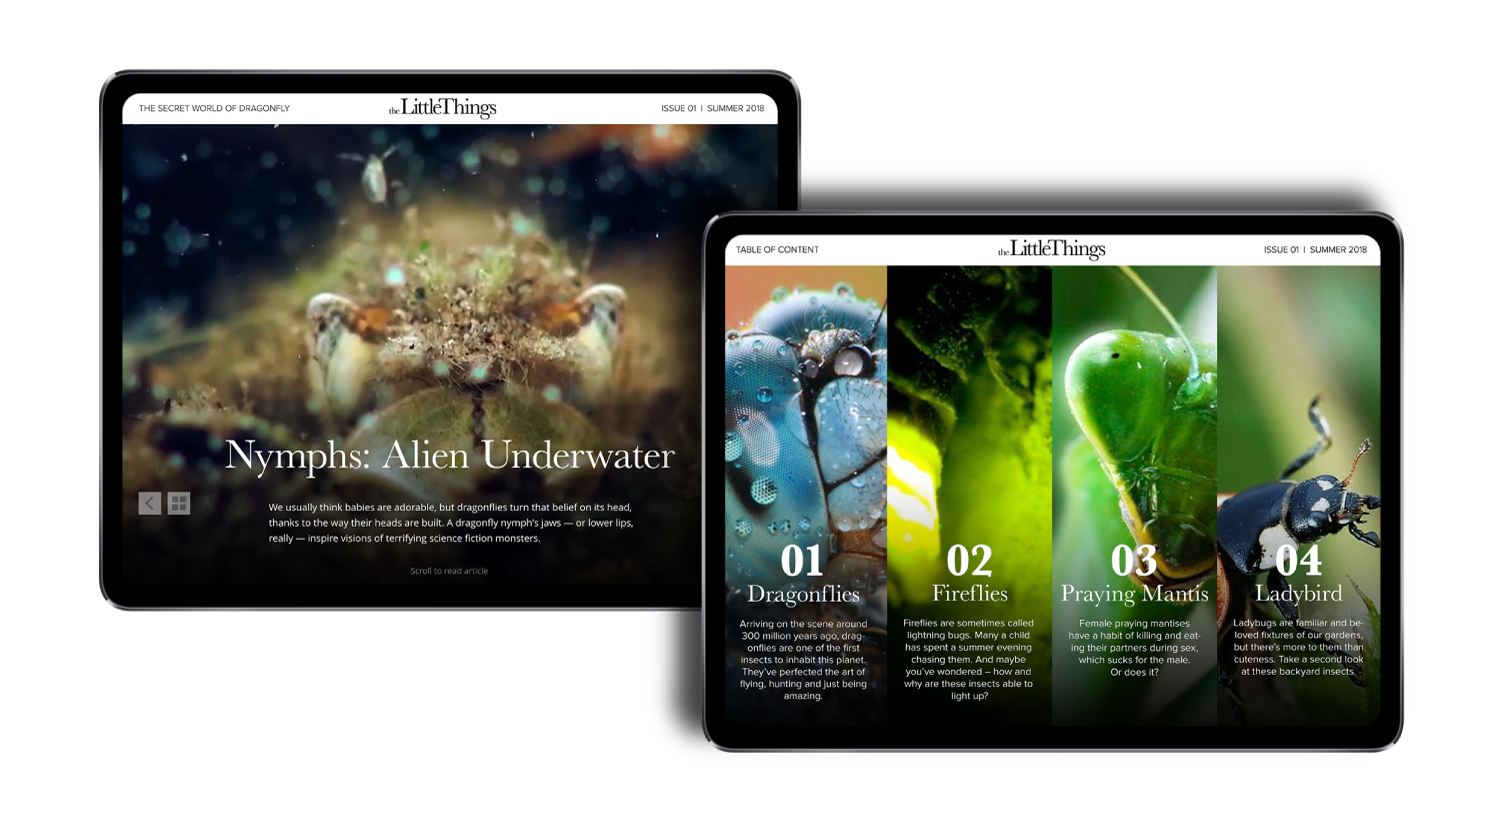 THE SECRET WORLD OF DRAGONFLY
the LittleThings
ISSUE 01 | SUMMER 2018
Nymphs: Alien Underwater
We usually think babies are adorable, but dragonflies turn that belief on its head,
thanks to the way their heads are built. A dragonfly nymph's jaws — or lower lips,
really — inspire visions of terrifying science fiction monsters.
Scroll to read article
TABLE OF CONTENT
the LittleThings
ISSUE 01 | SUMMER 2018
01
Dragonflies
Arriving on the scene around
300 million years ago, drag-
onflies are one of the first
insects to inhabit this planet.
They've perfected the art of
flying, hunting and just being
amazing.
02
Fireflies
Fireflies are sometimes called
lightning bugs. Many a child
has spent a summer evening
chasing them. And maybe
you've wondered – how and
why are these insects able to
light up?
03
Praying Mantis
Female praying mantises
have a habit of killing and eat-
ing their partners during sex,
which sucks for the male.
Or does it?
04
Ladybird
Ladybugs are familiar and be-
loved fixtures of our gardens,
but there's more to them than
cuteness. Take a second look
at these backyard insects.